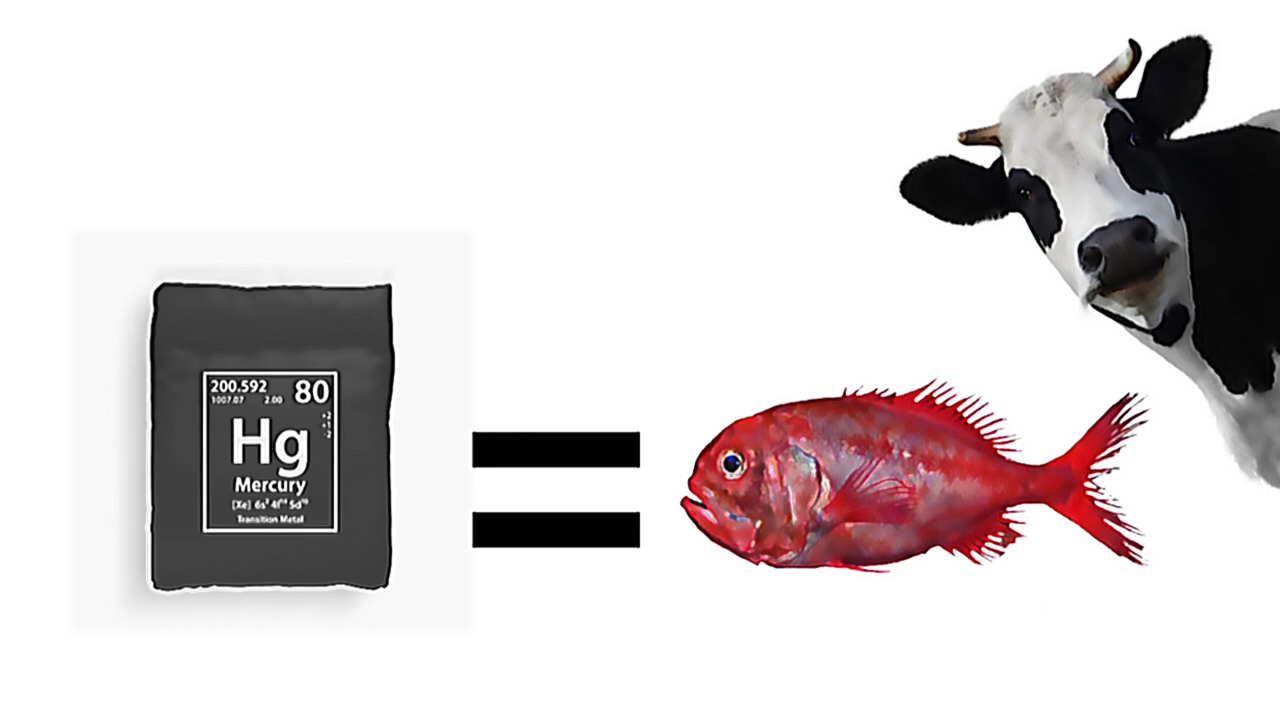 200.592 80
1007.07 2.00
+2
+1
-2
Hg
Mercury
[Xe] 6s² 4f¹⁴ 5d¹⁰
Transition Metal